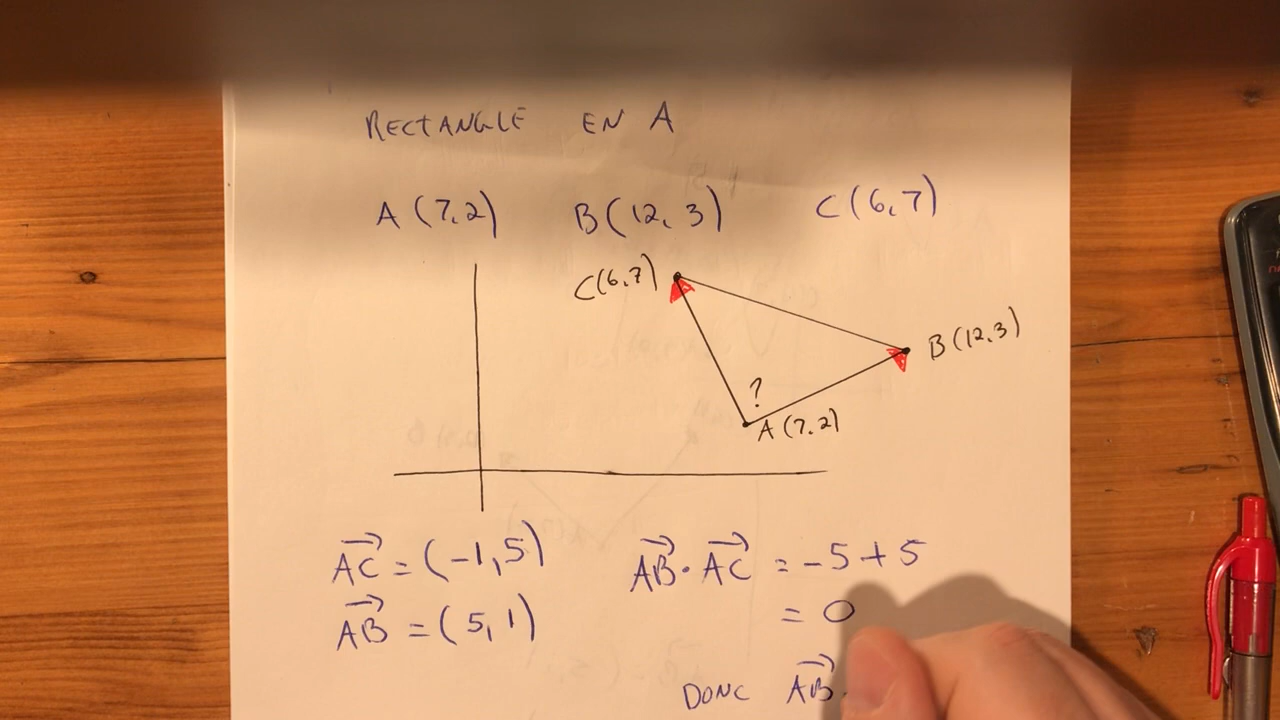 RECTANGLE EN A
A(7,2) B(12,3) C(6,7)
C(6,7)
B(12,3)
?
A(7,2)
AC = (-1,5)
AB = (5,1)
AB · AC = -5+5
= 0
DONC AB